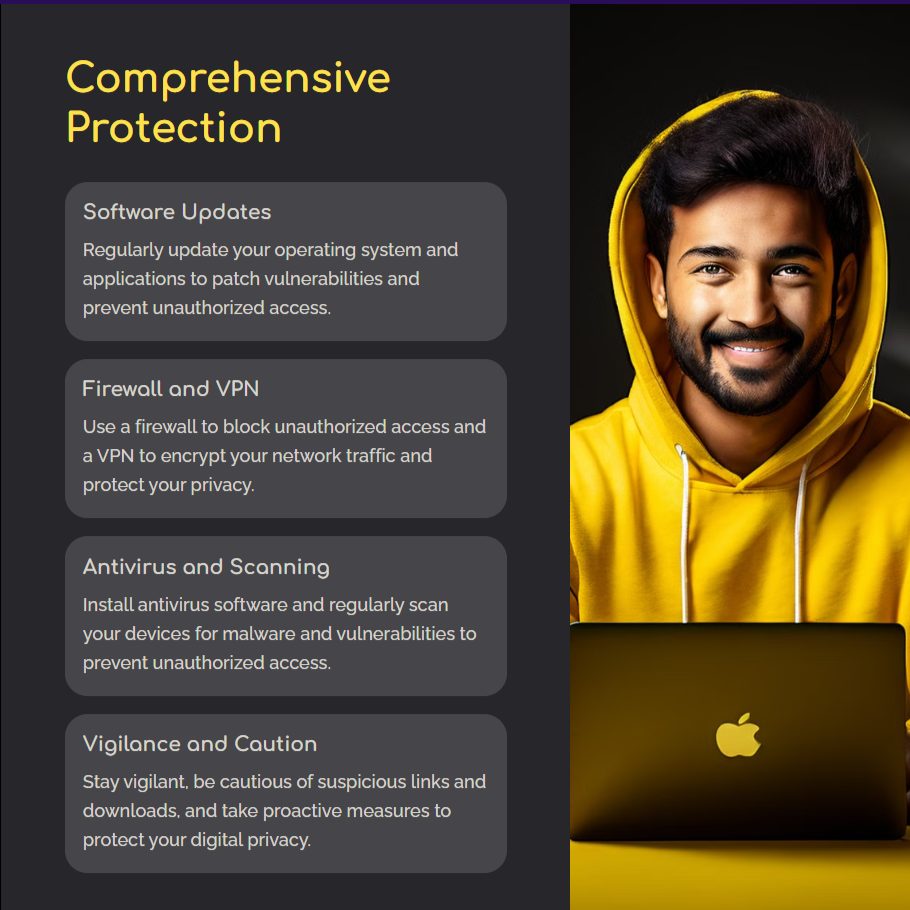 Comprehensive
Protection
Software Updates
Regularly update your operating system and
applications to patch vulnerabilities and
prevent unauthorized access.
Firewall and VPN
Use a firewall to block unauthorized access and
a VPN to encrypt your network traffic and
protect your privacy.
Antivirus and Scanning
Install antivirus software and regularly scan
your devices for malware and vulnerabilities to
prevent unauthorized access.
Vigilance and Caution
Stay vigilant, be cautious of suspicious links and
downloads, and take proactive measures to
protect your digital privacy.